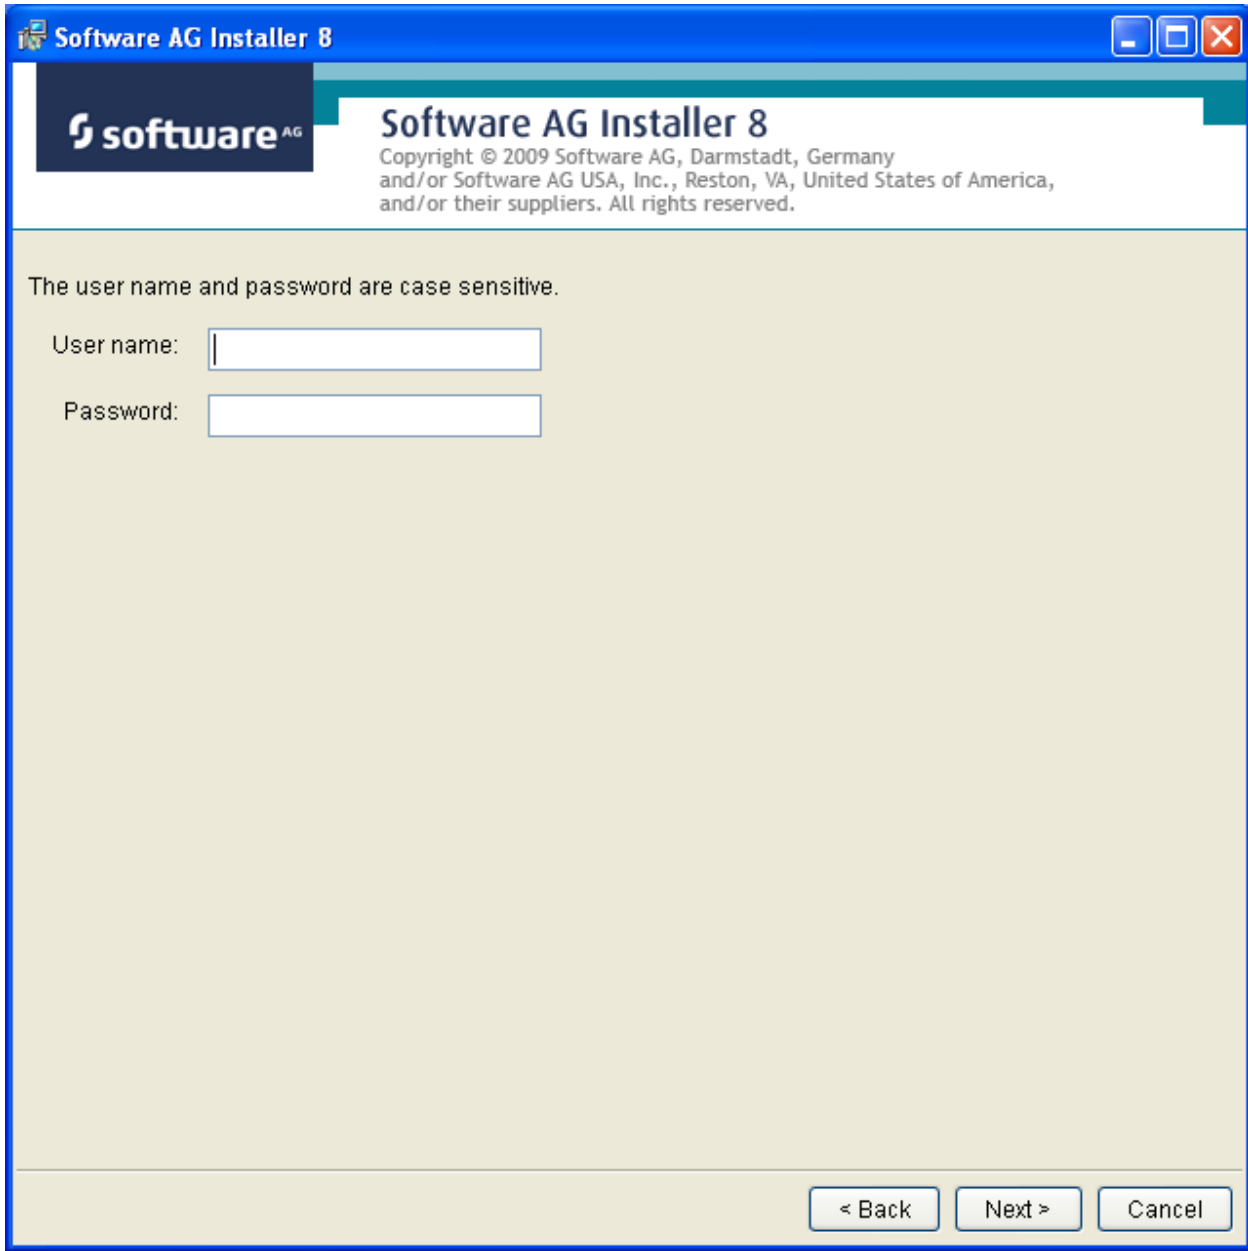 Software AG Installer 8
software AG
Software AG Installer 8
Copyright © 2009 Software AG, Darmstadt, Germany
and/or Software AG USA, Inc., Reston, VA, United States of America,
and/or their suppliers. All rights reserved.
The user name and password are case sensitive.
User name:
Password:
< Back
Next >
Cancel